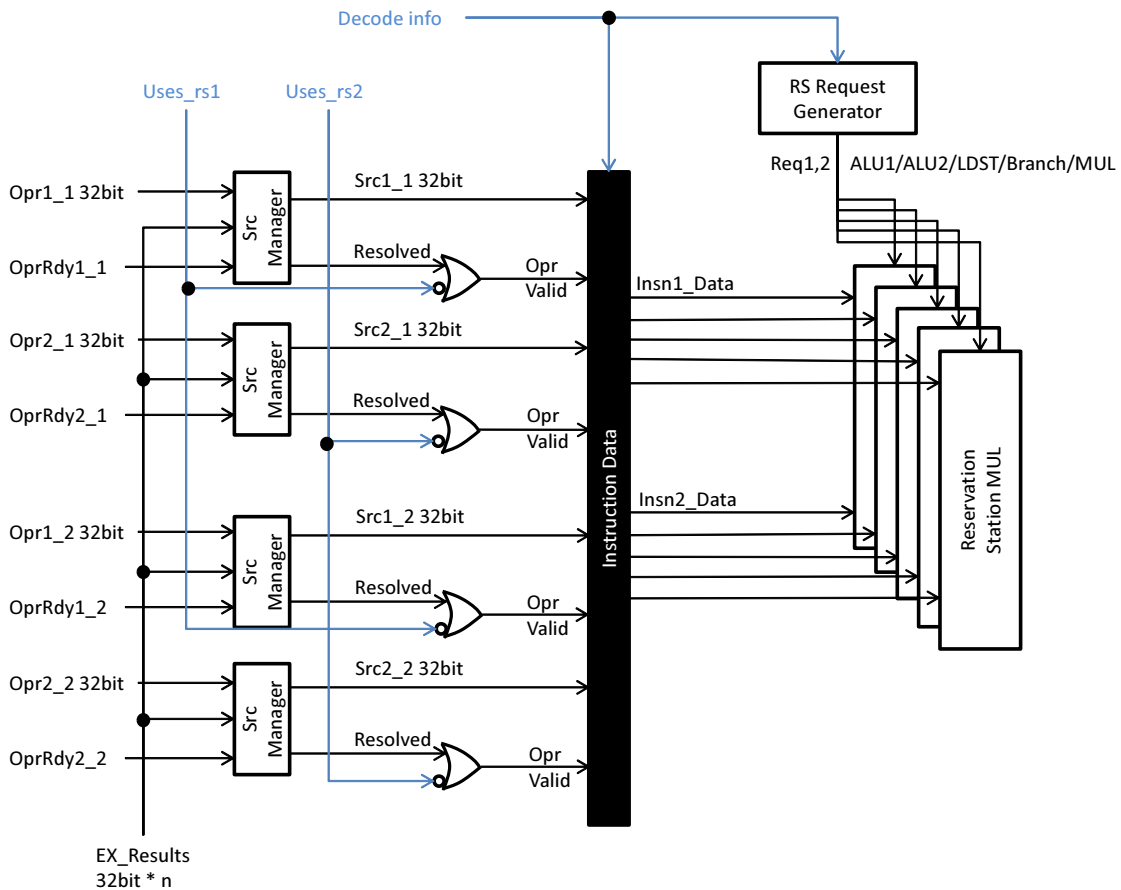 Decode info
RS Request
Generator
Uses_rs1
Uses_rs2
Req1,2
ALU1/ALU2/LDST/Branch/MUL
Opr1_1 32bit
Src
Manager
Src1_1 32bit
OprRdy1_1
Resolved
Opr
Valid
Insn1_Data
Opr2_1 32bit
Src
Manager
Src2_1 32bit
OprRdy2_1
Resolved
Opr
Valid
Instruction Data
Reservation
Station MUL
Insn2_Data
Opr1_2 32bit
Src
Manager
Src1_2 32bit
OprRdy1_2
Resolved
Opr
Valid
Opr2_2 32bit
Src
Manager
Src2_2 32bit
OprRdy2_2
Resolved
Opr
Valid
EX_Results
32bit * n